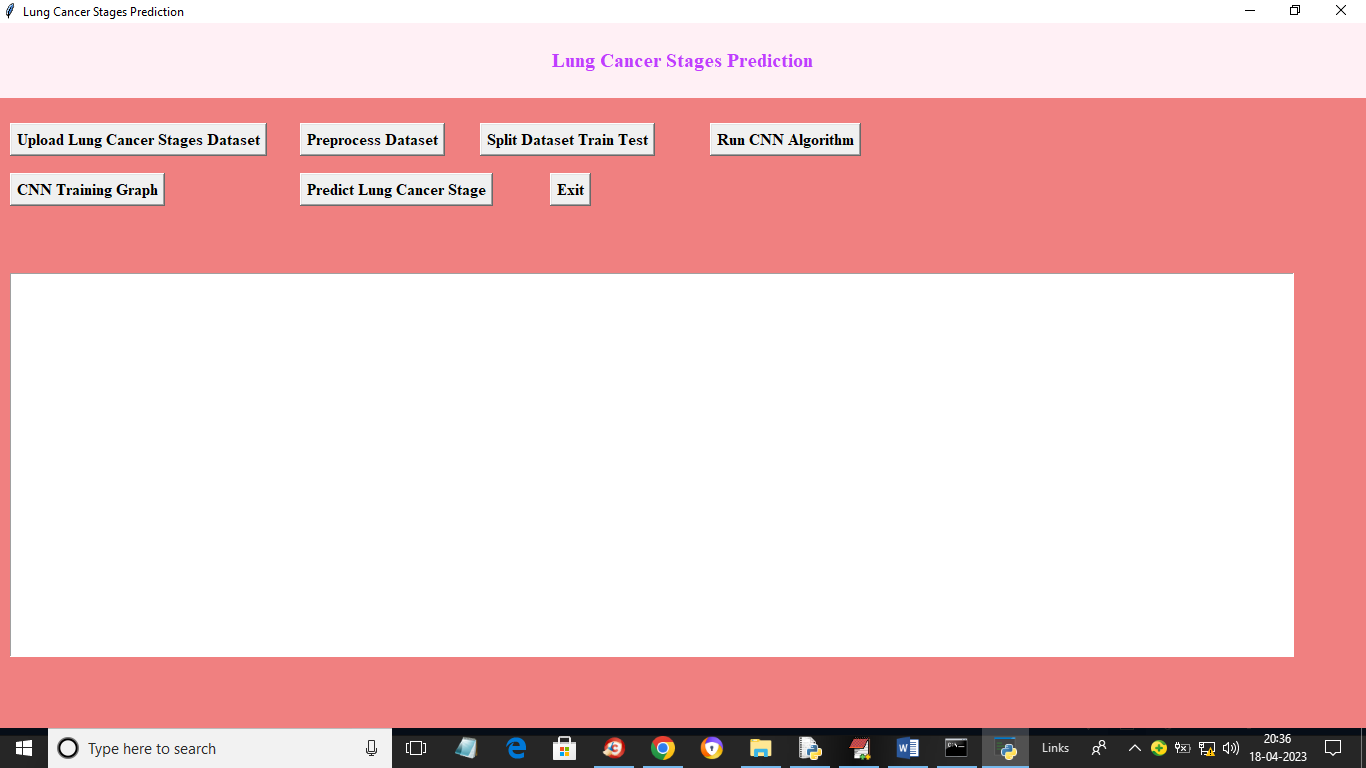 Lung Cancer Stages Prediction
Lung Cancer Stages Prediction
Upload Lung Cancer Stages Dataset
Preprocess Dataset
Split Dataset Train Test
Run CNN Algorithm
CNN Training Graph
Predict Lung Cancer Stage
Exit
Type here to search
Links
20:36
18-04-2023